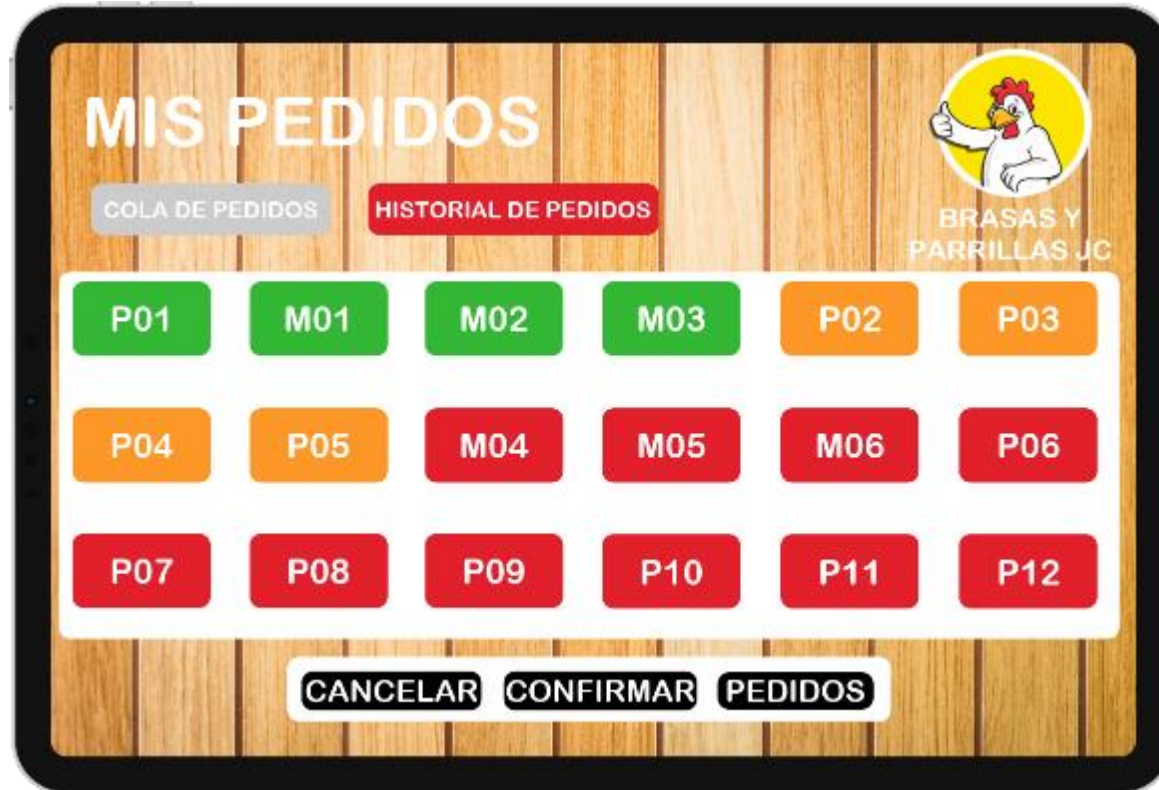 MIS PEDIDOS
COLA DE PEDIDOS
HISTORIAL DE PEDIDOS
BRASAS Y
PARRILLAS JC
P01 M01 M02 M03 P02 P03
P04 P05 M04 M05 M06 P06
P07 P08 P09 P10 P11 P12
CANCELAR CONFIRMAR PEDIDOS